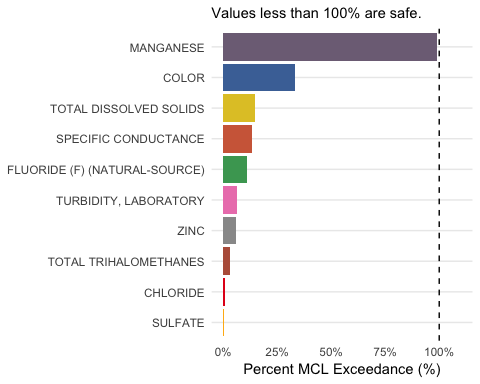 Values less than 100% are safe.
MANGANESE
COLOR
TOTAL DISSOLVED SOLIDS
SPECIFIC CONDUCTANCE
FLUORIDE (F) (NATURAL-SOURCE)
TURBIDITY, LABORATORY
ZINC
TOTAL TRIHALOMETHANES
CHLORIDE
SULFATE
0% 25% 50% 75% 100%
Percent MCL Exceedance (%)